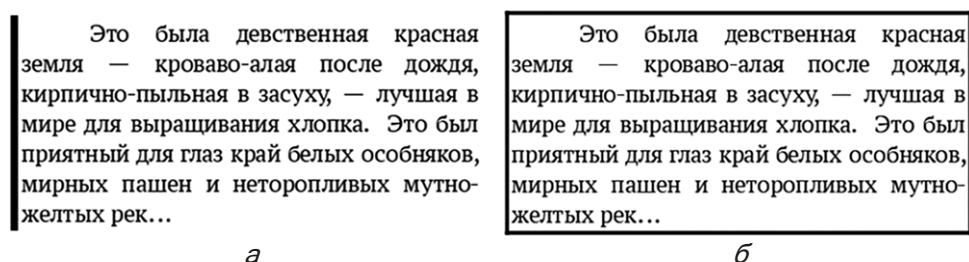 Это была девственная красная
земля — кроваво-алая после дождя,
кирпично-пыльная в засуху, — лучшая в
мире для выращивания хлопка. Это был
приятный для глаз край белых особняков,
мирных пашен и неторопливых мутно-
желтых рек...
а
Это была девственная красная
земля — кроваво-алая после дождя,
кирпично-пыльная в засуху, — лучшая в
мире для выращивания хлопка. Это был
приятный для глаз край белых особняков,
мирных пашен и неторопливых мутно-
желтых рек...
б